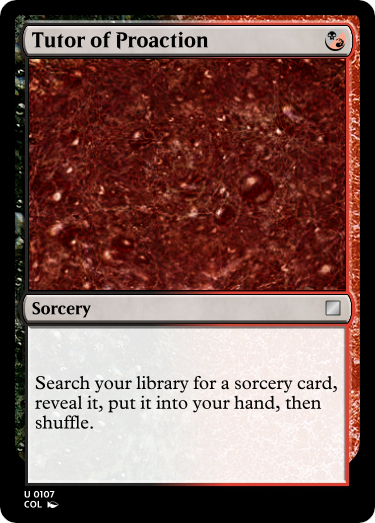 Tutor of Proaction
Sorcery
Search your library for a sorcery card,
reveal it, put it into your hand, then
shuffle.
U 0107
COL